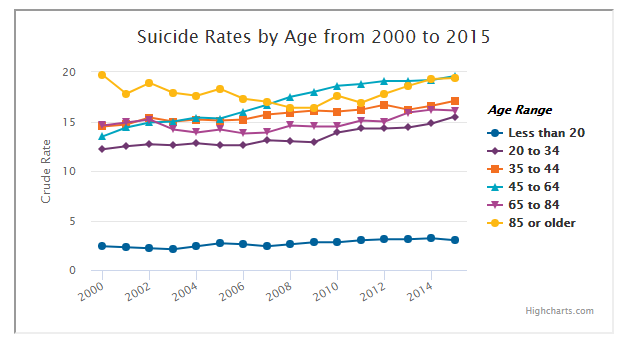 Suicide Rates by Age from 2000 to 2015
Crude Rate
20
15
10
5
0
2000
2002
2004
2006
2008
2010
2012
2014
Age Range
Less than 20
20 to 34
35 to 44
45 to 64
65 to 84
85 or older
Highcharts.com